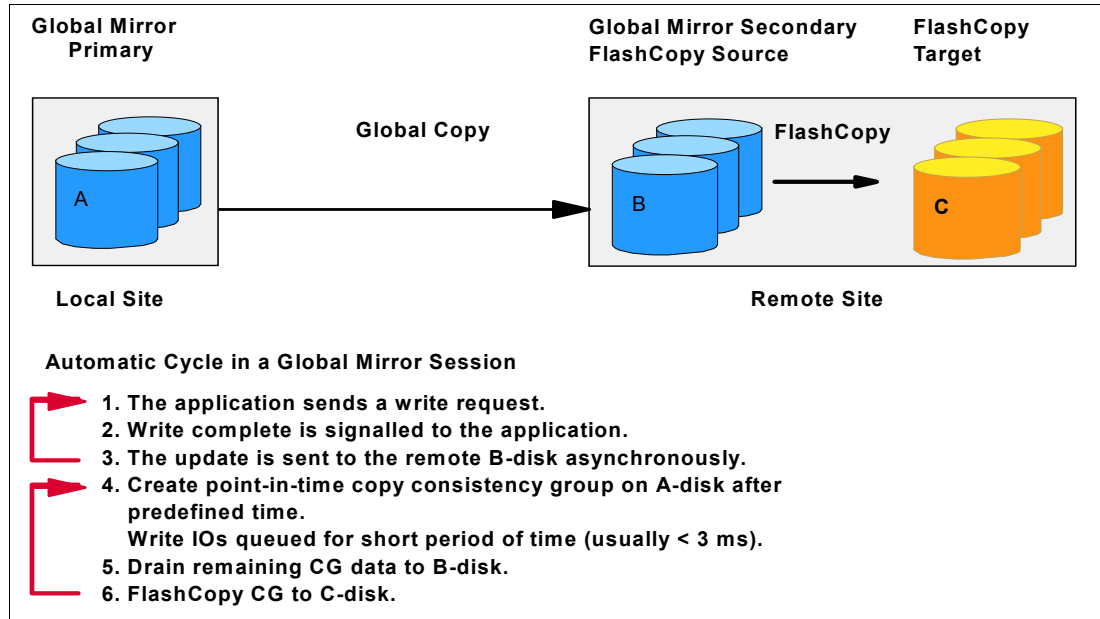 Global Mirror
Primary
Global Mirror Secondary
FlashCopy Source
FlashCopy
Target
Global Copy
FlashCopy
A
B
C
Local Site
Remote Site
Automatic Cycle in a Global Mirror Session
1. The application sends a write request.
2. Write complete is signalled to the application.
3. The update is sent to the remote B-disk asynchronously.
4. Create point-in-time copy consistency group on A-disk after
predefined time.
Write IOs queued for short period of time (usually < 3 ms).
5. Drain remaining CG data to B-disk.
6. FlashCopy CG to C-disk.